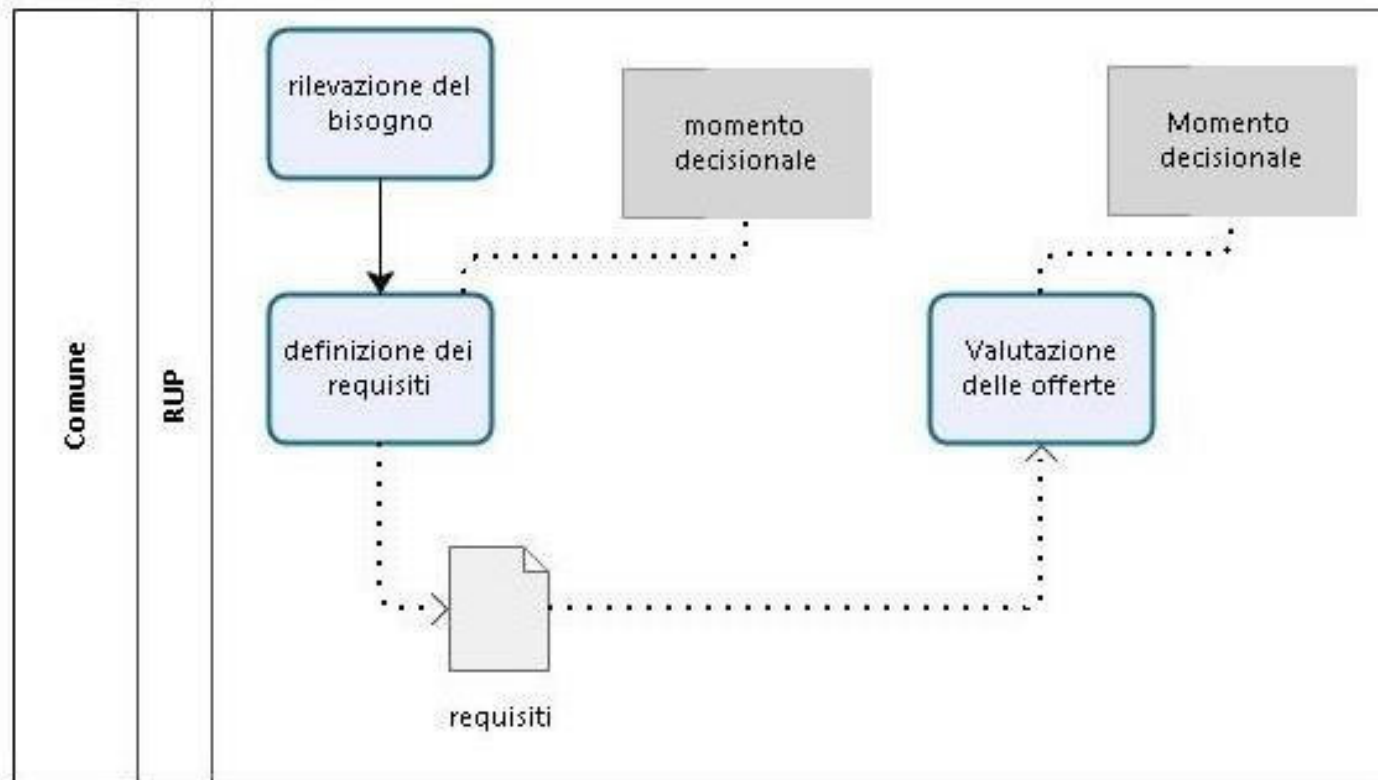 Comune
RUP
rilevazione del
bisogno
momento
decisionale
Momento
decisionale
definizione dei
requisiti
Valutazione
delle offerte
requisiti